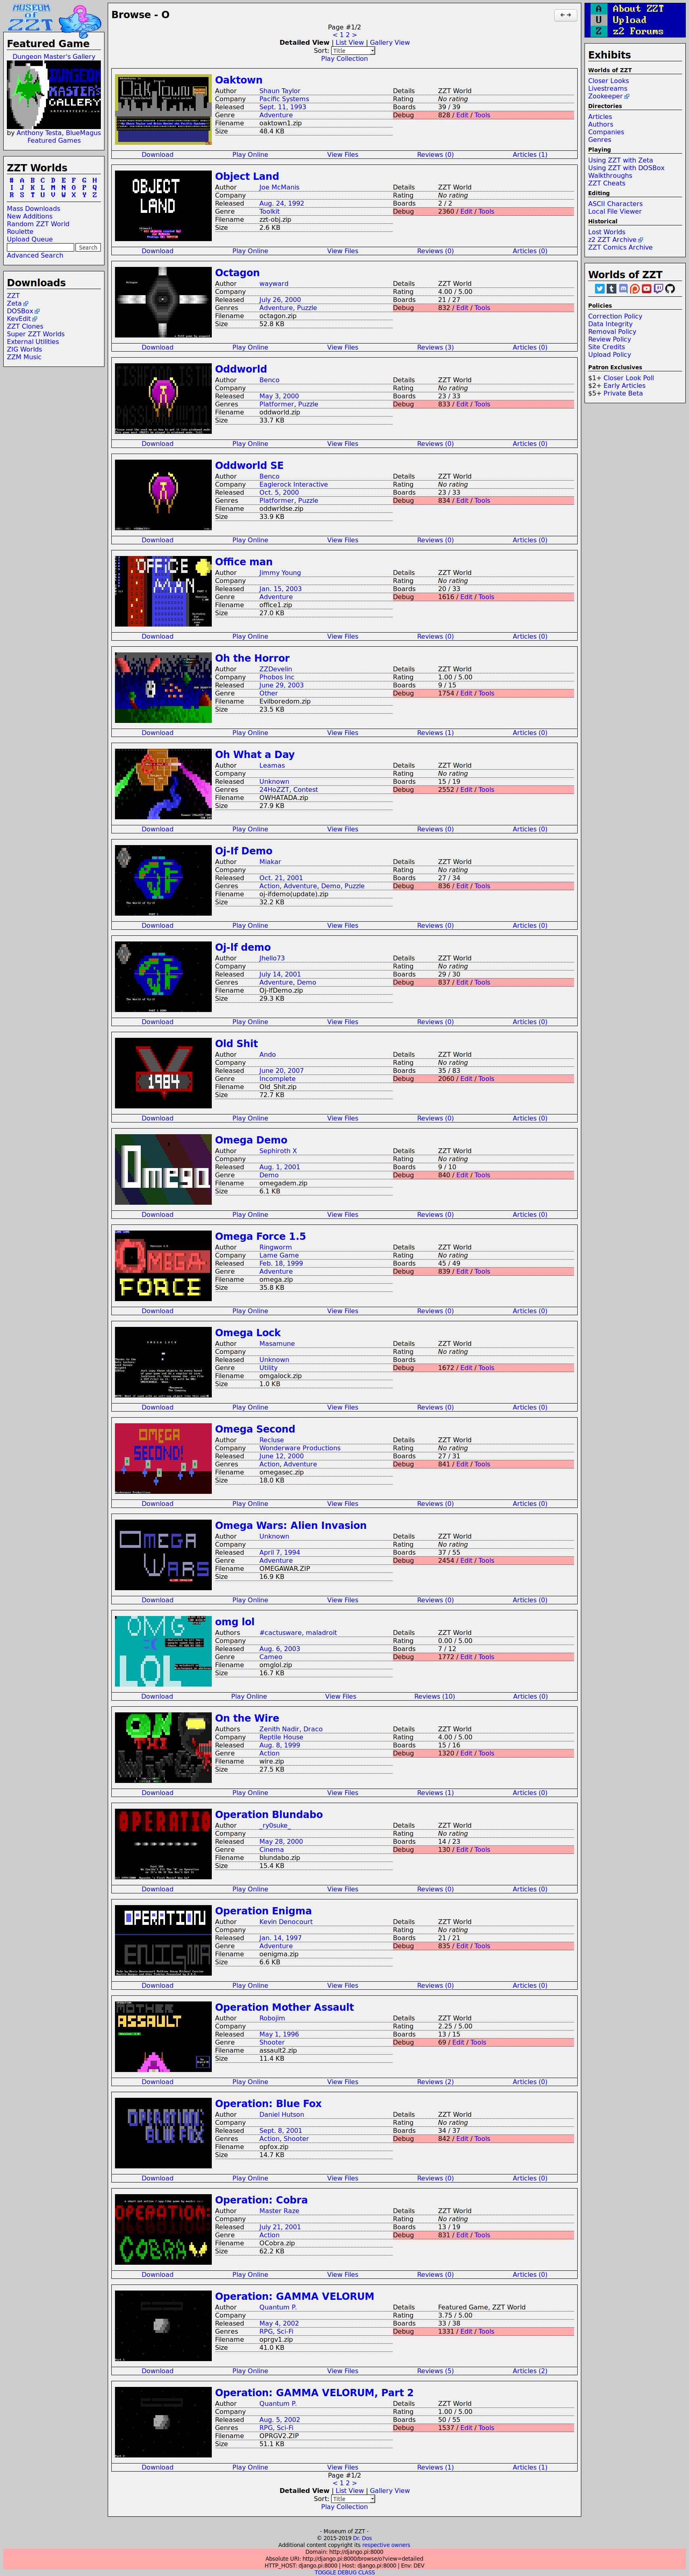 MUSEUM OF ZZT
Featured Game
Dungeon Master's Gallery
DUNGEON MASTER'S GALLERY
by Anthony Testa, BlueMagus
Featured Games
ZZT Worlds
# A B C D E F G H
I J K L M N O P Q
R S T U V W X Y Z
Mass Downloads
New Additions
Random ZZT World
Roulette
Upload Queue
Search
Advanced Search
Downloads
ZZT
Zeta
DOSBox
KevEdit
ZZT Clones
Super ZZT Worlds
External Utilities
ZIG Worlds
ZZM Music
Browse - O
Page #1/2
< 1 2 >
Detailed View | List View | Gallery View
Sort: Title
Play Collection
Oaktown
Author Shaun Taylor
Company Pacific Systems
Released Sept. 11, 1993
Genre Adventure
Filename oaktown1.zip
Size 48.4 KB
Details ZZT World
Rating No rating
Boards 39 / 39
Debug 828 / Edit / Tools
Download Play Online View Files Reviews (0) Articles (1)
OBJECT LAND
Object Land
Author Joe McManis
Company
Released Aug. 24, 1992
Genre Toolkit
Filename zzt-obj.zip
Size 2.6 KB
Details ZZT World
Rating No rating
Boards 2 / 2
Debug 2360 / Edit / Tools
Download Play Online View Files Reviews (0) Articles (0)
Octagon
Author wayward
Company
Released July 26, 2000
Genres Adventure, Puzzle
Filename octagon.zip
Size 52.8 KB
Details ZZT World
Rating 4.00 / 5.00
Boards 21 / 27
Debug 832 / Edit / Tools
Download Play Online View Files Reviews (3) Articles (0)
Oddworld
Author Benco
Company
Released May 3, 2000
Genres Platformer, Puzzle
Filename oddworld.zip
Size 33.7 KB
Details ZZT World
Rating No rating
Boards 23 / 33
Debug 833 / Edit / Tools
Download Play Online View Files Reviews (0) Articles (0)
Oddworld SE
Author Benco
Company Eaglerock Interactive
Released Oct. 5, 2000
Genres Platformer, Puzzle
Filename oddwrldse.zip
Size 33.9 KB
Details ZZT World
Rating No rating
Boards 23 / 33
Debug 834 / Edit / Tools
Download Play Online View Files Reviews (0) Articles (0)
OFFICE MAN
Office man
Author Jimmy Young
Company
Released Jan. 15, 2003
Genre Adventure
Filename office1.zip
Size 27.0 KB
Details ZZT World
Rating No rating
Boards 20 / 33
Debug 1616 / Edit / Tools
Download Play Online View Files Reviews (0) Articles (0)
Oh the Horror
Author ZZDevelin
Company Phobos Inc
Released June 29, 2003
Genre Other
Filename Evilboredom.zip
Size 23.5 KB
Details ZZT World
Rating 1.00 / 5.00
Boards 9 / 15
Debug 1754 / Edit / Tools
Download Play Online View Files Reviews (1) Articles (0)
Oh What a Day
Author Leamas
Company
Released Unknown
Genres 24HoZZT, Contest
Filename OWHATADA.zip
Size 27.9 KB
Details ZZT World
Rating No rating
Boards 15 / 19
Debug 2552 / Edit / Tools
Download Play Online View Files Reviews (0) Articles (0)
Oj-If Demo
Author Miakar
Company
Released Oct. 21, 2001
Genres Action, Adventure, Demo, Puzzle
Filename oj-ifdemo(update).zip
Size 32.2 KB
Details ZZT World
Rating No rating
Boards 27 / 34
Debug 836 / Edit / Tools
Download Play Online View Files Reviews (0) Articles (0)
Oj-If demo
Author Jhello73
Company
Released July 14, 2001
Genres Adventure, Demo
Filename Oj-IfDemo.zip
Size 29.3 KB
Details ZZT World
Rating No rating
Boards 29 / 30
Debug 837 / Edit / Tools
Download Play Online View Files Reviews (0) Articles (0)
1984
Old Shit
Author Ando
Company
Released June 20, 2007
Genre Incomplete
Filename Old_Shit.zip
Size 72.7 KB
Details ZZT World
Rating No rating
Boards 35 / 83
Debug 2060 / Edit / Tools
Download Play Online View Files Reviews (0) Articles (0)
Omega
Omega Demo
Author Sephiroth X
Company
Released Aug. 1, 2001
Genre Demo
Filename omegadem.zip
Size 6.1 KB
Details ZZT World
Rating No rating
Boards 9 / 10
Debug 840 / Edit / Tools
Download Play Online View Files Reviews (0) Articles (0)
OMEGA FORCE
Omega Force 1.5
Author Ringworm
Company Lame Game
Released Feb. 18, 1999
Genre Adventure
Filename omega.zip
Size 35.8 KB
Details ZZT World
Rating No rating
Boards 45 / 49
Debug 839 / Edit / Tools
Download Play Online View Files Reviews (0) Articles (0)
OMEGA LOCK
Omega Lock
Author Masamune
Company
Released Unknown
Genre Utility
Filename omgalock.zip
Size 1.0 KB
Details ZZT World
Rating No rating
Boards
Debug 1672 / Edit / Tools
Download Play Online View Files Reviews (0) Articles (0)
OMEGA SECOND!
Omega Second
Author Recluse
Company Wonderware Productions
Released June 12, 2000
Genres Action, Adventure
Filename omegasec.zip
Size 18.0 KB
Details ZZT World
Rating No rating
Boards 27 / 31
Debug 841 / Edit / Tools
Download Play Online View Files Reviews (0) Articles (0)
OMEGA WARS
Omega Wars: Alien Invasion
Author Unknown
Company
Released April 7, 1994
Genre Adventure
Filename OMEGAWAR.ZIP
Size 16.9 KB
Details ZZT World
Rating No rating
Boards 37 / 55
Debug 2454 / Edit / Tools
Download Play Online View Files Reviews (0) Articles (0)
OMG LOL
omg lol
Authors #cactusware, maladroit
Company
Released Aug. 6, 2003
Genre Cameo
Filename omglol.zip
Size 16.7 KB
Details ZZT World
Rating 0.00 / 5.00
Boards 7 / 12
Debug 1772 / Edit / Tools
Download Play Online View Files Reviews (10) Articles (0)
On the Wire
Authors Zenith Nadir, Draco
Company Reptile House
Released Aug. 8, 1999
Genre Action
Filename wire.zip
Size 27.5 KB
Details ZZT World
Rating 4.00 / 5.00
Boards 15 / 16
Debug 1320 / Edit / Tools
Download Play Online View Files Reviews (1) Articles (0)
OPERATIO
Operation Blundabo
Author _ry0suke_
Company
Released May 28, 2000
Genre Cinema
Filename blundabo.zip
Size 15.4 KB
Details ZZT World
Rating No rating
Boards 14 / 23
Debug 130 / Edit / Tools
Download Play Online View Files Reviews (0) Articles (0)
OPERATION ENIGMA
Operation Enigma
Author Kevin Denocourt
Company
Released Jan. 14, 1997
Genre Adventure
Filename oenigma.zip
Size 6.6 KB
Details ZZT World
Rating No rating
Boards 21 / 21
Debug 835 / Edit / Tools
Download Play Online View Files Reviews (0) Articles (0)
MOTHER ASSAULT
Operation Mother Assault
Author RoboJim
Company
Released May 1, 1996
Genre Shooter
Filename assault2.zip
Size 11.4 KB
Details ZZT World
Rating 2.25 / 5.00
Boards 13 / 15
Debug 69 / Edit / Tools
Download Play Online View Files Reviews (2) Articles (0)
OPERATION: BLUE FOX
Operation: Blue Fox
Author Daniel Hutson
Company
Released Sept. 8, 2001
Genres Action, Shooter
Filename opfox.zip
Size 14.7 KB
Details ZZT World
Rating No rating
Boards 34 / 37
Debug 842 / Edit / Tools
Download Play Online View Files Reviews (0) Articles (0)
OPERATION: COBRA
Operation: Cobra
Author Master Raze
Company
Released July 21, 2001
Genre Action
Filename OCobra.zip
Size 62.2 KB
Details ZZT World
Rating No rating
Boards 13 / 19
Debug 831 / Edit / Tools
Download Play Online View Files Reviews (0) Articles (0)
Operation: GAMMA VELORUM
Author Quantum P.
Company
Released May 4, 2002
Genres RPG, Sci-Fi
Filename oprgv1.zip
Size 41.0 KB
Details Featured Game, ZZT World
Rating 3.75 / 5.00
Boards 33 / 38
Debug 1331 / Edit / Tools
Download Play Online View Files Reviews (5) Articles (2)
Operation: GAMMA VELORUM, Part 2
Author Quantum P.
Company
Released Aug. 5, 2002
Genres RPG, Sci-Fi
Filename OPRGV2.ZIP
Size 51.1 KB
Details ZZT World
Rating 1.00 / 5.00
Boards 50 / 55
Debug 1537 / Edit / Tools
Download Play Online View Files Reviews (1) Articles (1)
Page #1/2
< 1 2 >
Detailed View | List View | Gallery View
Sort: Title
Play Collection
A About ZZT
U Upload
Z z2 Forums
Exhibits
Worlds of ZZT
Closer Looks
Livestreams
Zookeeper
Directories
Articles
Authors
Companies
Genres
Playing
Using ZZT with Zeta
Using ZZT with DOSBox
Walkthroughs
ZZT Cheats
Editing
ASCII Characters
Local File Viewer
Historical
Lost Worlds
z2 ZZT Archive
ZZT Comics Archive
Worlds of ZZT
Policies
Correction Policy
Data Integrity
Removal Policy
Review Policy
Site Credits
Upload Policy
Patron Exclusives
$1+ Closer Look Poll
$2+ Early Articles
$5+ Private Beta
- Museum of ZZT -
© 2015-2019 Dr. Dos
Additional content copyright its respective owners
Domain: http://django.pi:8000
Absolute URI: http://django.pi:8000/browse/o?view=detailed
HTTP_HOST: django.pi:8000 | Host: django.pi:8000 | Env: DEV
TOGGLE DEBUG CLASS